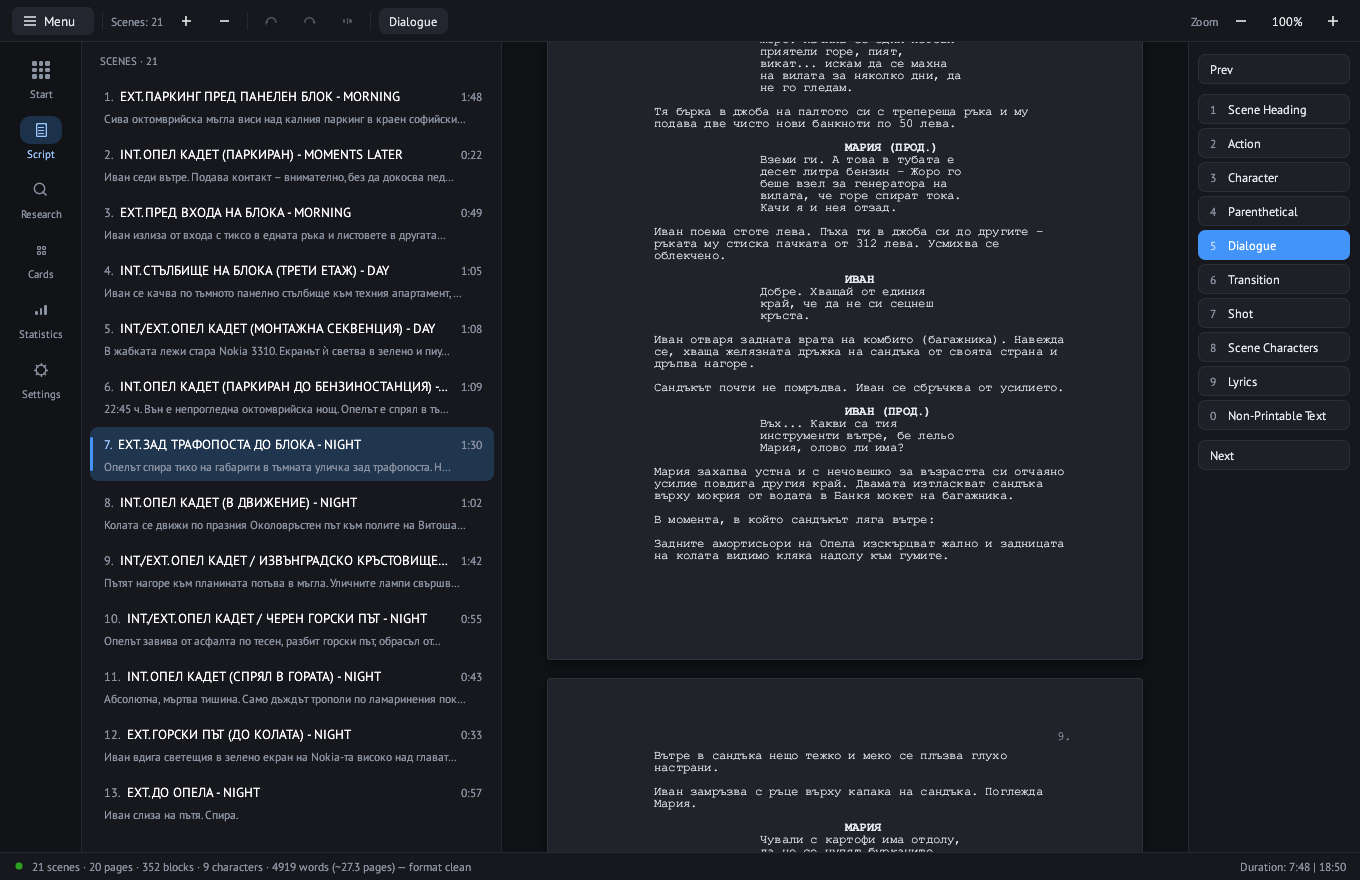 Menu
Scenes: 21
Dialogue
Zoom
100%
Start
Script
Research
Cards
Statistics
Settings
SCENES · 21
1. EXT.ПАРКИНГ ПРЕД ПАНЕЛЕН БЛОК - MORNING 1:48
Сива октомврийска мъгла виси над калния паркинг в краен софийски...
2. INT.ОПЕЛ КАДЕТ (ПАРКИРАН) - MOMENTS LATER 0:22
Иван седи вътре. Подава контакт – внимателно, без да докосва пед...
3. EXT.ПРЕД ВХОДА НА БЛОКА - MORNING 0:49
Иван излиза от входа с тиксо в едната ръка и листовете в другата...
4. INT.СТЪЛБИЩЕ НА БЛОКА (ТРЕТИ ЕТАЖ) - DAY 1:05
Иван се качва по тъмното панелно стълбище към техния апартамент, ...
5. INT./EXT.ОПЕЛ КАДЕТ (МОНТАЖНА СЕКВЕНЦИЯ) - DAY 1:08
В жабката лежи стара Nokia 3310. Екранът ѝ светва в зелено и пиу...
6. INT.ОПЕЛ КАДЕТ (ПАРКИРАН ДО БЕНЗИНОСТАНЦИЯ) -... 1:09
22:45 ч. Вън е непрогледна октомврийска нощ. Опелът е спрял в тъ...
7. EXT.ЗАД ТРАФОПОСТА ДО БЛОКА - NIGHT 1:30
Опелът спира тихо на габарити в тъмната уличка зад трафопоста. Н...
8. INT.ОПЕЛ КАДЕТ (В ДВИЖЕНИЕ) - NIGHT 1:02
Колата се движи по празния Околовръстен път към полите на Витоша...
9. INT./EXT.ОПЕЛ КАДЕТ / ИЗВЪНГРАДСКО КРЪСТОВИЩЕ... 1:42
Пътят нагоре към планината потъва в мъгла. Уличните лампи свършв...
10. INT./EXT.ОПЕЛ КАДЕТ / ЧЕРЕН ГОРСКИ ПЪТ - NIGHT 0:55
Опелът завива от асфалта по тесен, разбит горски път, обрасъл от...
11. INT.ОПЕЛ КАДЕТ (СПРЯЛ В ГОРАТА) - NIGHT 0:43
Абсолютна, мъртва тишина. Само дъждът трополи по ламаринения пок...
12. EXT.ГОРСКИ ПЪТ (ДО КОЛАТА) - NIGHT 0:33
Иван вдига светещия в зелено екран на Nokia-та високо над глават...
13. EXT.ДО ОПЕЛА - NIGHT 0:57
Иван слиза на пътя. Спира.
приятели горе, пият,
викат... искам да се махна
на вилата за няколко дни, да
не го гледам.
Тя бърка в джоба на палтото си с трепереща ръка и му
подава две чисто нови банкноти по 50 лева.
МАРИЯ (ПРОД.)
Вземи ги. А това в тубата е
десет литра бензин – Жоро го
беше взел за генератора на
вилата, че горе спират тока.
Качи я и нея отзад.
Иван поема стоте лева. Пъха ги в джоба си до другите –
ръката му стиска пачката от 312 лева. Усмихва се
облекчено.
ИВАН
Добре. Хващай от единия
край, че да не си сецнеш
кръста.
Иван отваря задната врата на комбито (багажника). Навежда
се, хваща желязната дръжка на сандъка от своята страна и
дръпва нагоре.
Сандъкът почти не помръдва. Иван се сбръчква от усилието.
ИВАН (ПРОД.)
Въх... Какви са тия
инструменти вътре, бе лельо
Мария, олово ли има?
Мария захапва устна и с нечовешко за възрастта си отчаяно
усилие повдига другия край. Двамата изтласкват сандъка
върху мокрия от водата в Банкя мокет на багажника.
В момента, в който сандъкът ляга вътре:
Задните амортисьори на Опела изскърцват жално и задницата
на колата видимо кляка надолу към гумите.
9.
Вътре в сандъка нещо тежко и меко се плъзва глухо
настрани.
Иван замръзва с ръце върху капака на сандъка. Поглежда
Мария.
МАРИЯ
Чували с картофи има отдолу,
Prev
1 Scene Heading
2 Action
3 Character
4 Parenthetical
5 Dialogue
6 Transition
7 Shot
8 Scene Characters
9 Lyrics
0 Non-Printable Text
Next
21 scenes · 20 pages · 352 blocks · 9 characters · 4919 words (~27.3 pages) — format clean
Duration: 7:48 | 18:50